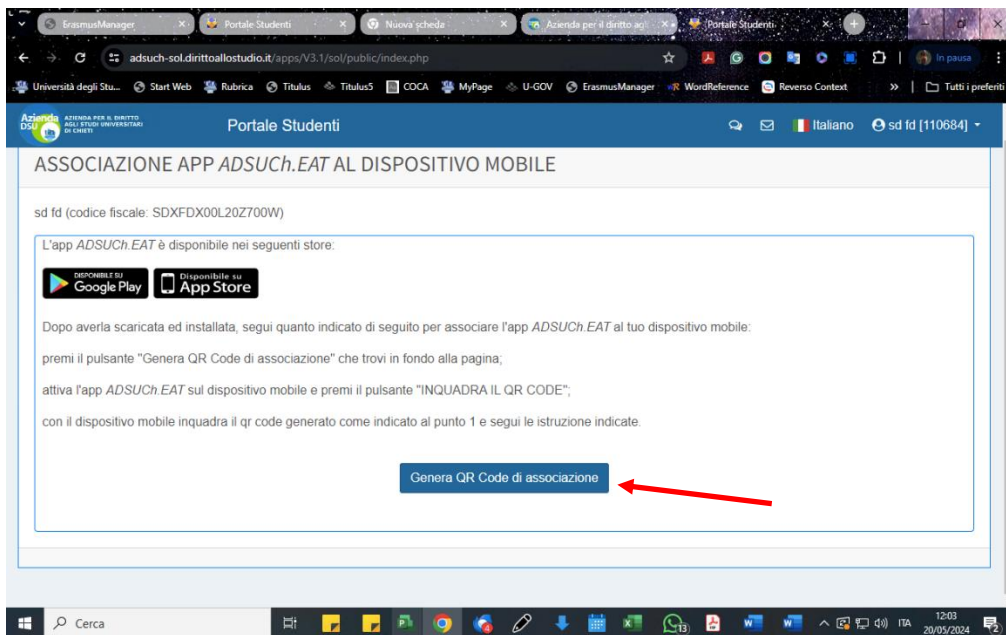 ErasmusManager
Portale Studenti
Nuova scheda
Azienda per il diritto agli
Portale Studenti
adsuch-sol.dirittoallostudio.it/apps/V3.1/sol/public/index.php
In pausa
Università degli Stu...
Start Web
Rubrica
Titulus
Titulus5
COCA
MyPage
U-GOV
ErasmusManager
WordReference
Reverso Context
Tutti i preferiti
Azienda DSU
AZIENDA PER IL DIRITTO
AGLI STUDI UNIVERSITARI
DI CHIETI
Portale Studenti
Italiano
sd fd [110684]
ASSOCIAZIONE APP ADSUCh.EAT AL DISPOSITIVO MOBILE
sd fd (codice fiscale: SDXFDX00L20Z700W)
L'app ADSUCh.EAT è disponibile nei seguenti store:
DISPONIBILE SU
Google Play
Disponibile su
App Store
Dopo averla scaricata ed installata, segui quanto indicato di seguito per associare l'app ADSUCh.EAT al tuo dispositivo mobile:
premi il pulsante "Genera QR Code di associazione" che trovi in fondo alla pagina;
attiva l'app ADSUCh.EAT sul dispositivo mobile e premi il pulsante "INQUADRA IL QR CODE";
con il dispositivo mobile inquadra il qr code generato come indicato al punto 1 e segui le istruzione indicate.
Genera QR Code di associazione
Cerca
ITA
12:03
20/05/2024